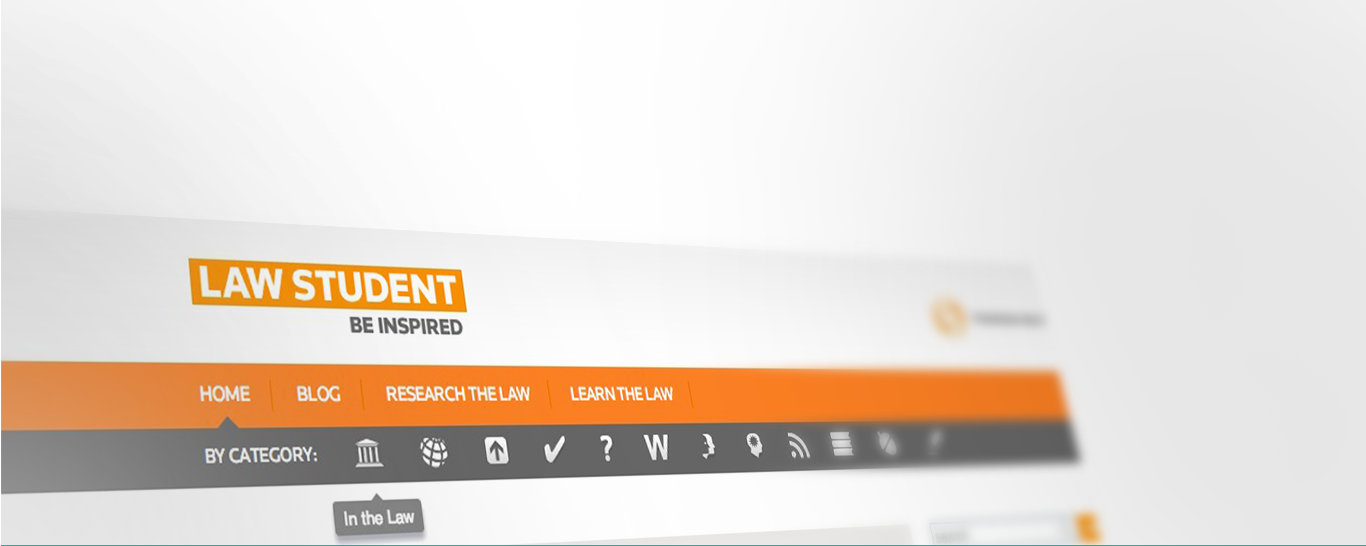 LAW STUDENT
BE INSPIRED
HOME BLOG RESEARCH THE LAW LEARN THE LAW
BY CATEGORY: ? W
In the Law